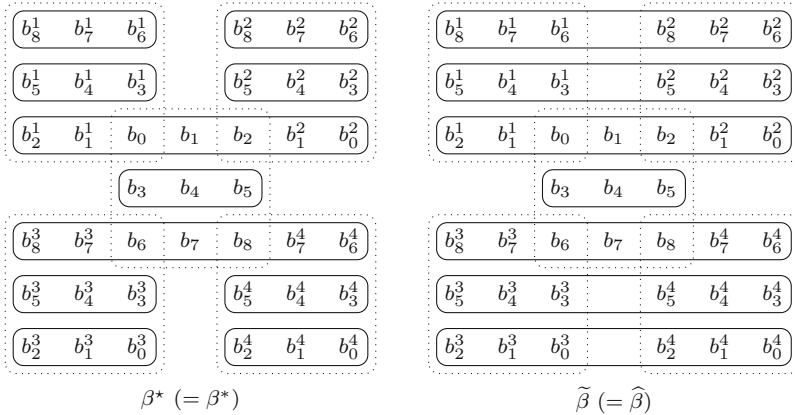 b_8^1 b_7^1 b_6^1 b_8^2 b_7^2 b_6^2 b_8^1 b_7^1 b_6^1 b_8^2 b_7^2 b_6^2
b_5^1 b_4^1 b_3^1 b_5^2 b_4^2 b_3^2 b_5^1 b_4^1 b_3^1 b_5^2 b_4^2 b_3^2
b_2^1 b_1^1 b_0 b_1 b_2 b_1^2 b_0^2 b_2^1 b_1^1 b_0 b_1 b_2 b_1^2 b_0^2
b_3 b_4 b_5 b_3 b_4 b_5
b_8^3 b_7^3 b_6 b_7 b_8 b_7^4 b_6^4 b_8^3 b_7^3 b_6 b_7 b_8 b_7^4 b_6^4
b_5^3 b_4^3 b_3^3 b_5^4 b_4^4 b_3^4 b_5^3 b_4^3 b_3^3 b_5^4 b_4^4 b_3^4
b_2^3 b_1^3 b_0^3 b_2^4 b_1^4 b_0^4 b_2^3 b_1^3 b_0^3 b_2^4 b_1^4 b_0^4
β^⋆ (= β^*) β̃ (= β̂)